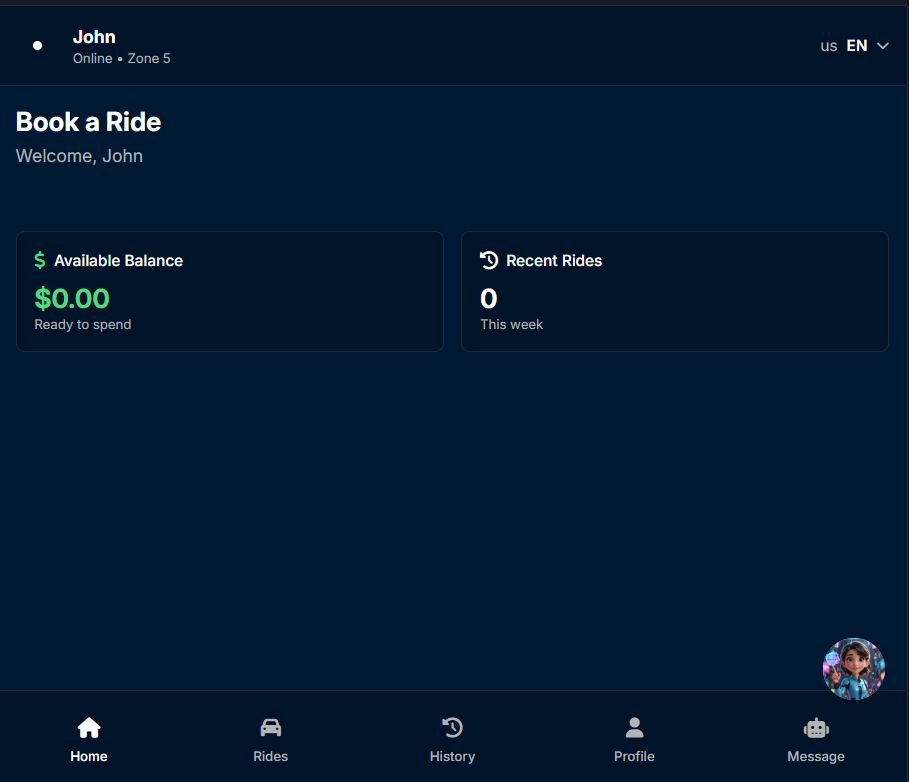 John
Online • Zone 5
us EN
Book a Ride
Welcome, John
$ Available Balance
$0.00
Ready to spend
Recent Rides
0
This week
Home
Rides
History
Profile
Message